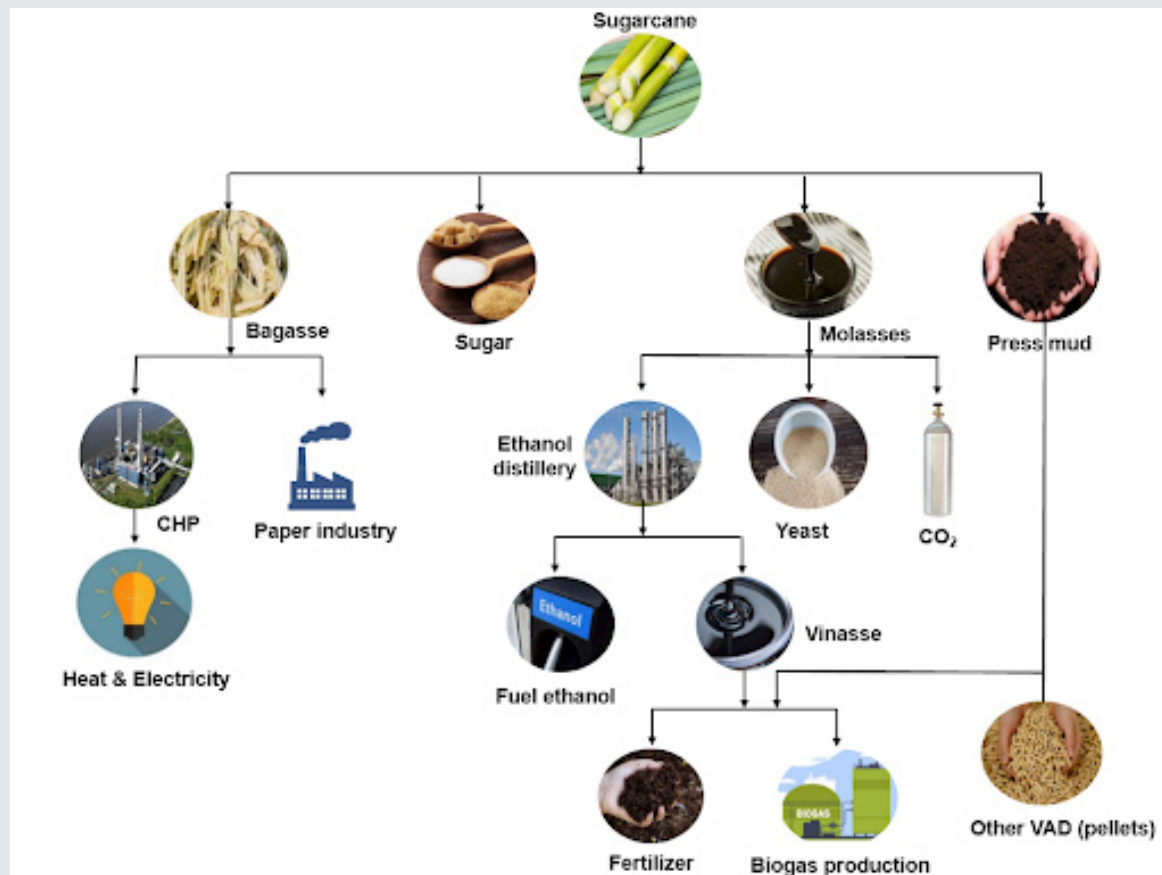 Sugarcane
Bagasse
Sugar
Molasses
Press mud
Ethanol
distillery
CHP
Paper industry
Yeast
CO₂
Heat & Electricity
Ethanol
Fuel ethanol
Vinasse
BIOGAS
Fertilizer
Biogas production
Other VAD (pellets)